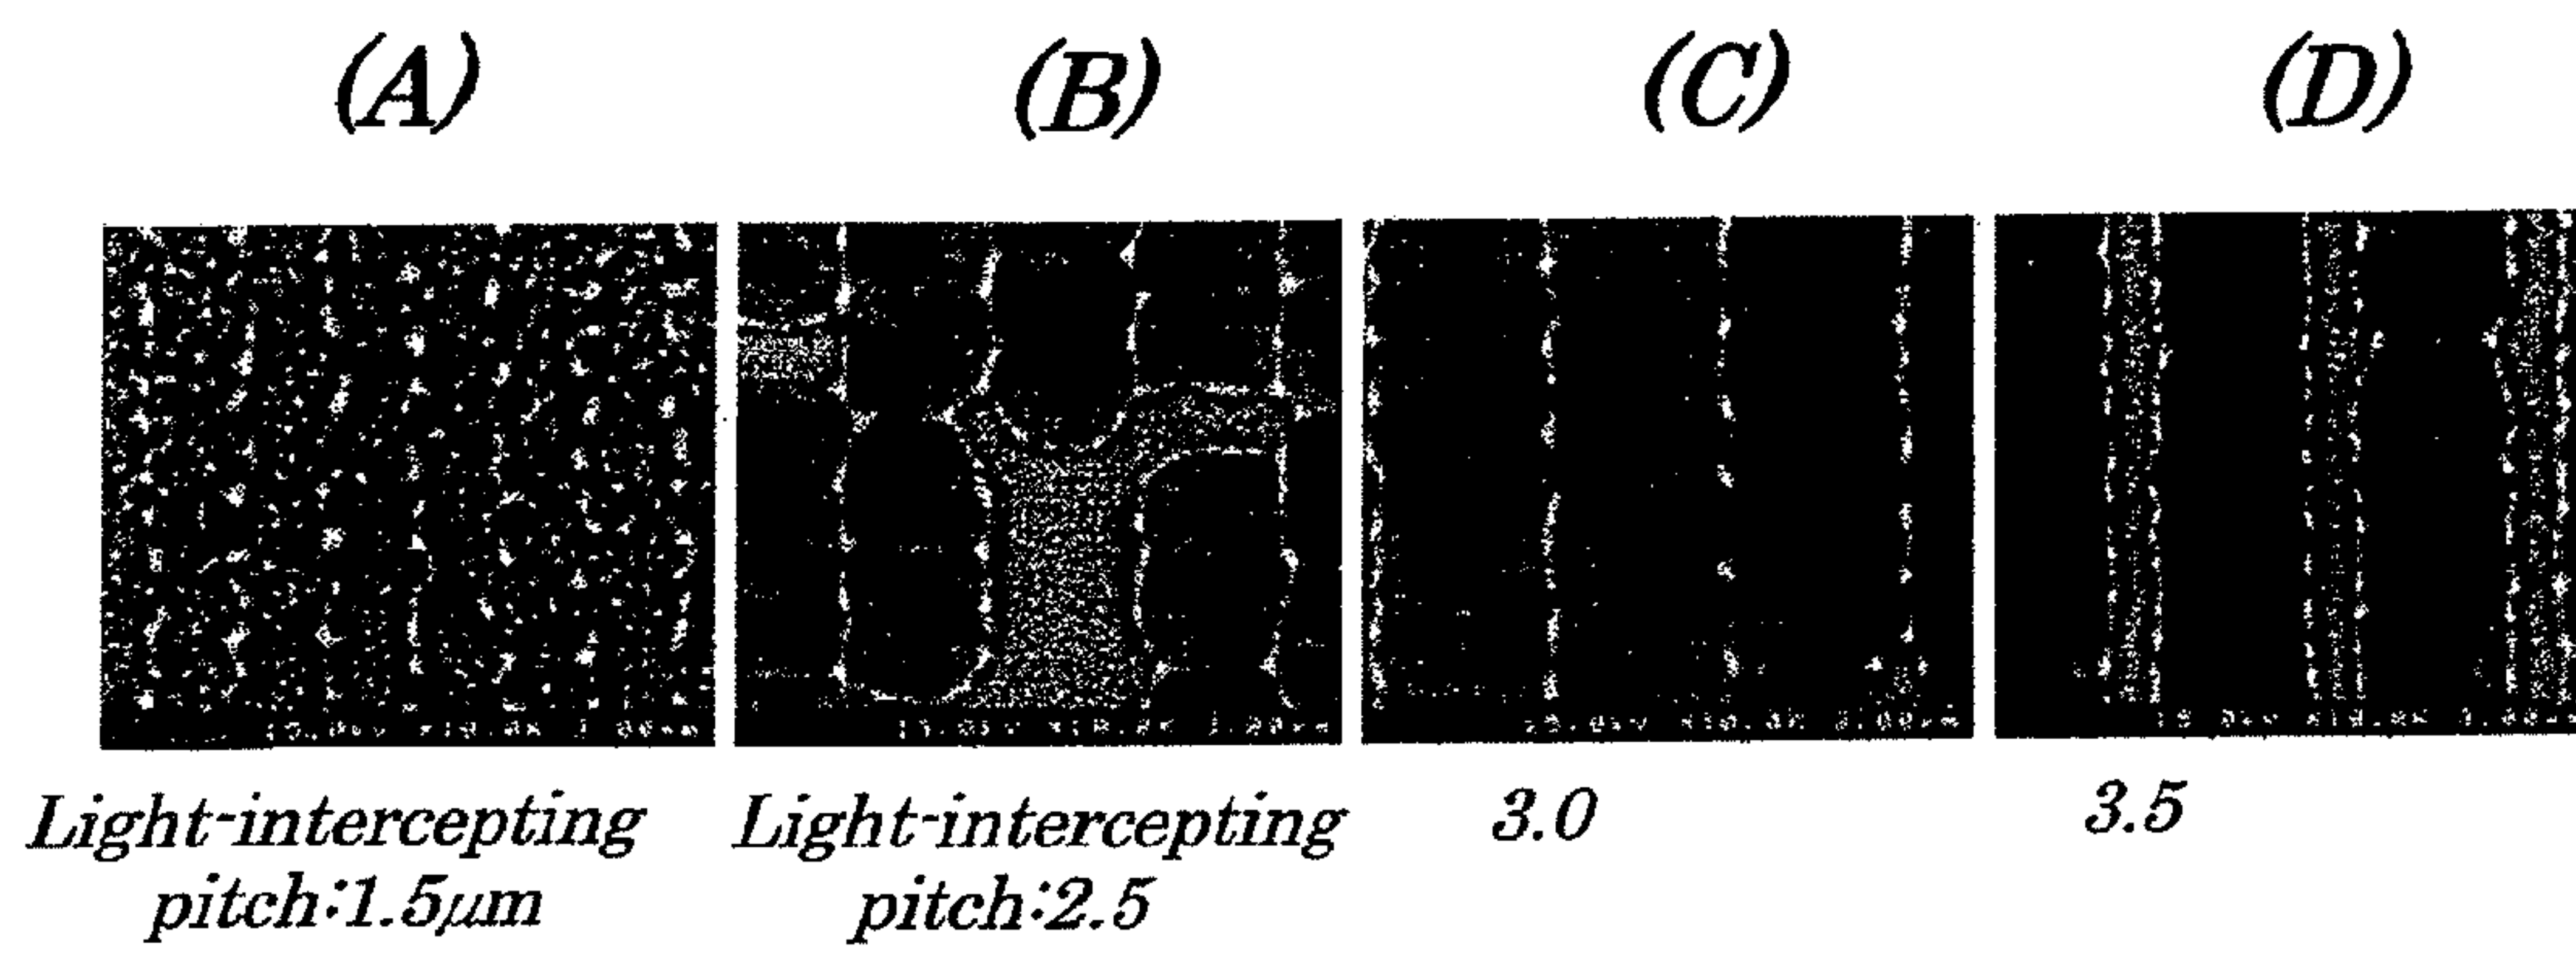 (A) (B) (C) (D)
Light-intercepting pitch:1.5μm
Light-intercepting pitch:2.5
3.0
3.5